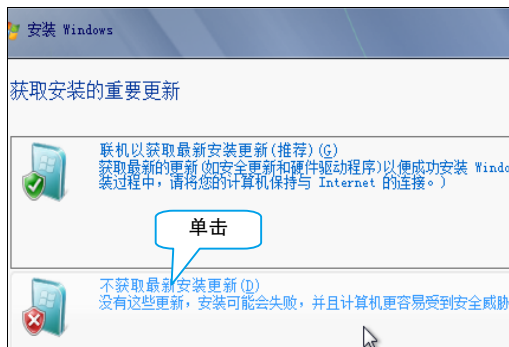 安装 Windows
获取安装的重要更新
联机以获取最新安装更新(推荐)(G)
获取最新的更新(如安全更新和硬件驱动程序)以便成功安装 Windo
装过程中，请将您的计算机保持与 Internet 的连接。)
单击
不获取最新安装更新(D)
没有这些更新，安装可能会失败，并且计算机更容易受到安全威胁